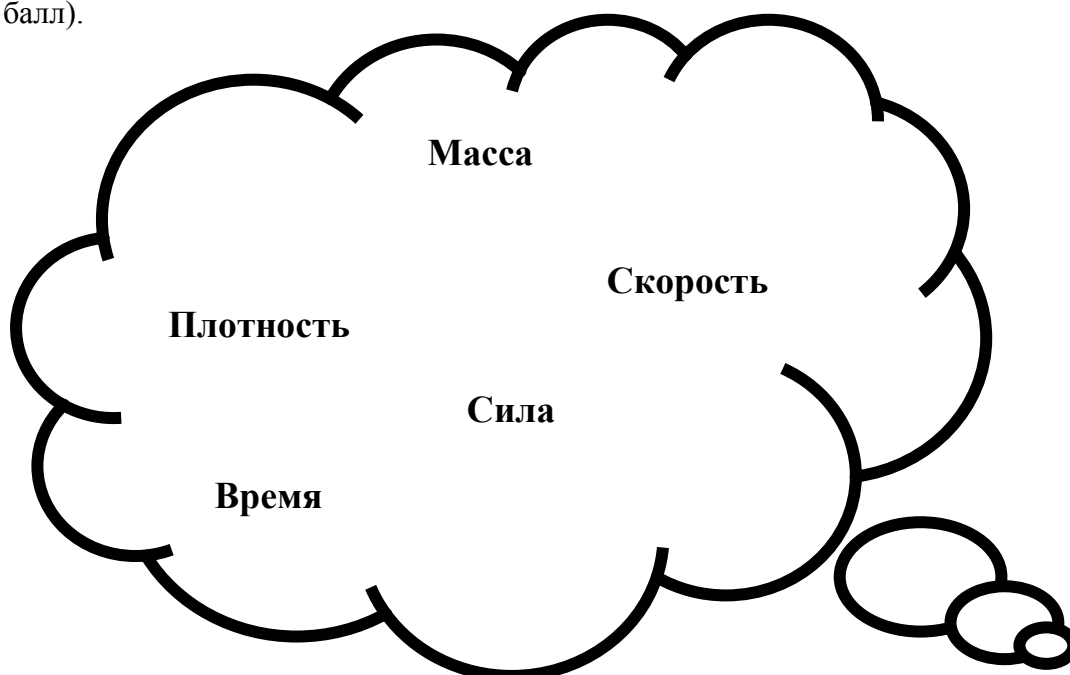 балл).
Масса
Скорость
Плотность
Сила
Время